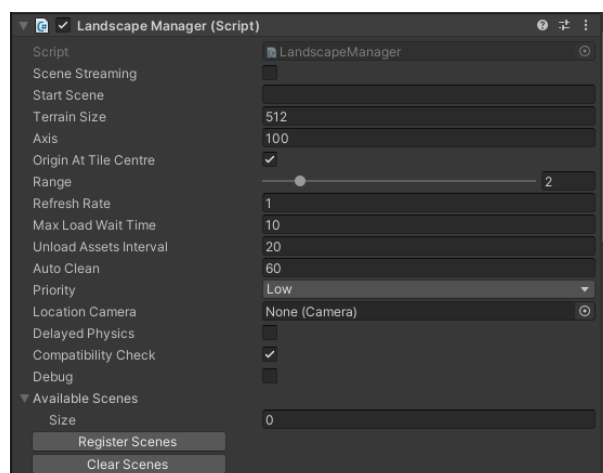 Landscape Manager (Script)
Script LandscapeManager
Scene Streaming
Start Scene
Terrain Size 512
Axis 100
Origin At Tile Centre
Range 2
Refresh Rate 1
Max Load Wait Time 10
Unload Assets Interval 20
Auto Clean 60
Priority Low
Location Camera None (Camera)
Delayed Physics
Compatibility Check
Debug
Available Scenes
Size 0
Register Scenes
Clear Scenes